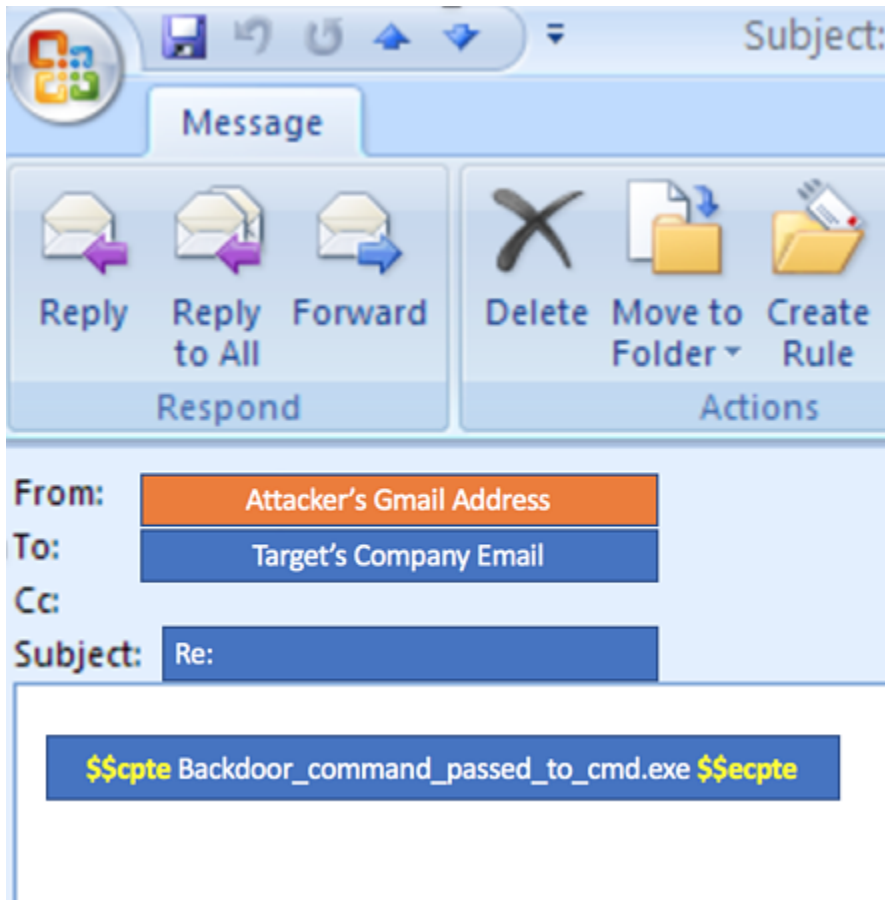 Subject:
Message
Reply
Reply to All
Forward
Delete
Move to Folder
Create Rule
Respond
Actions
From:
Attacker's Gmail Address
To:
Target's Company Email
Cc:
Subject:
Re:
$$cpte Backdoor_command_passed_to_cmd.exe $$ecpte